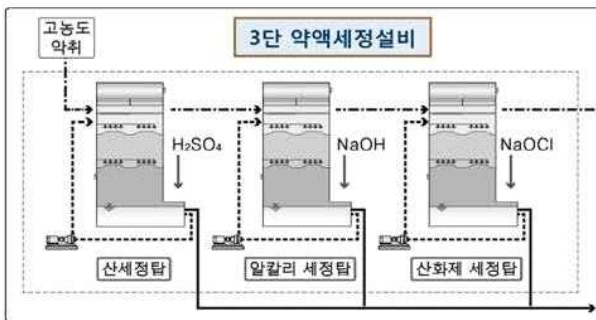 고농도
악취
3단 약액세정설비
H₂SO₄
NaOH
NaOCl
산세정탑
알칼리 세정탑
산화제 세정탑